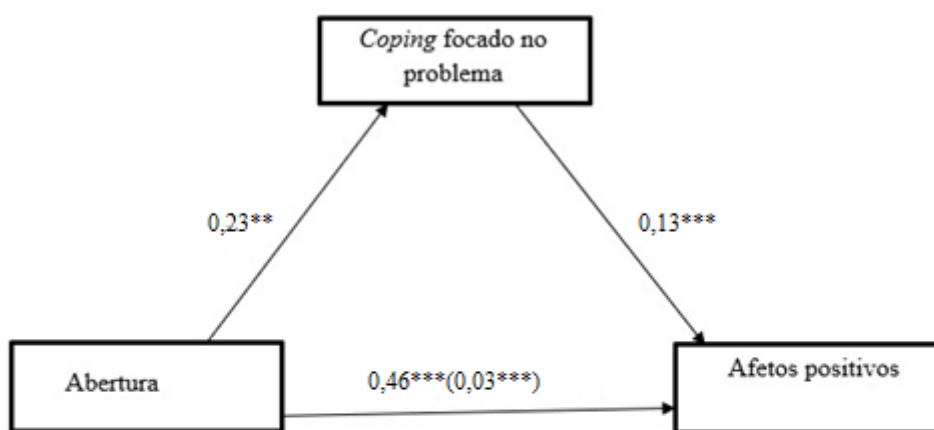 Coping focado no
problema
0,23**
0,13***
Abertura
0,46***(0,03***)
Afetos positivos